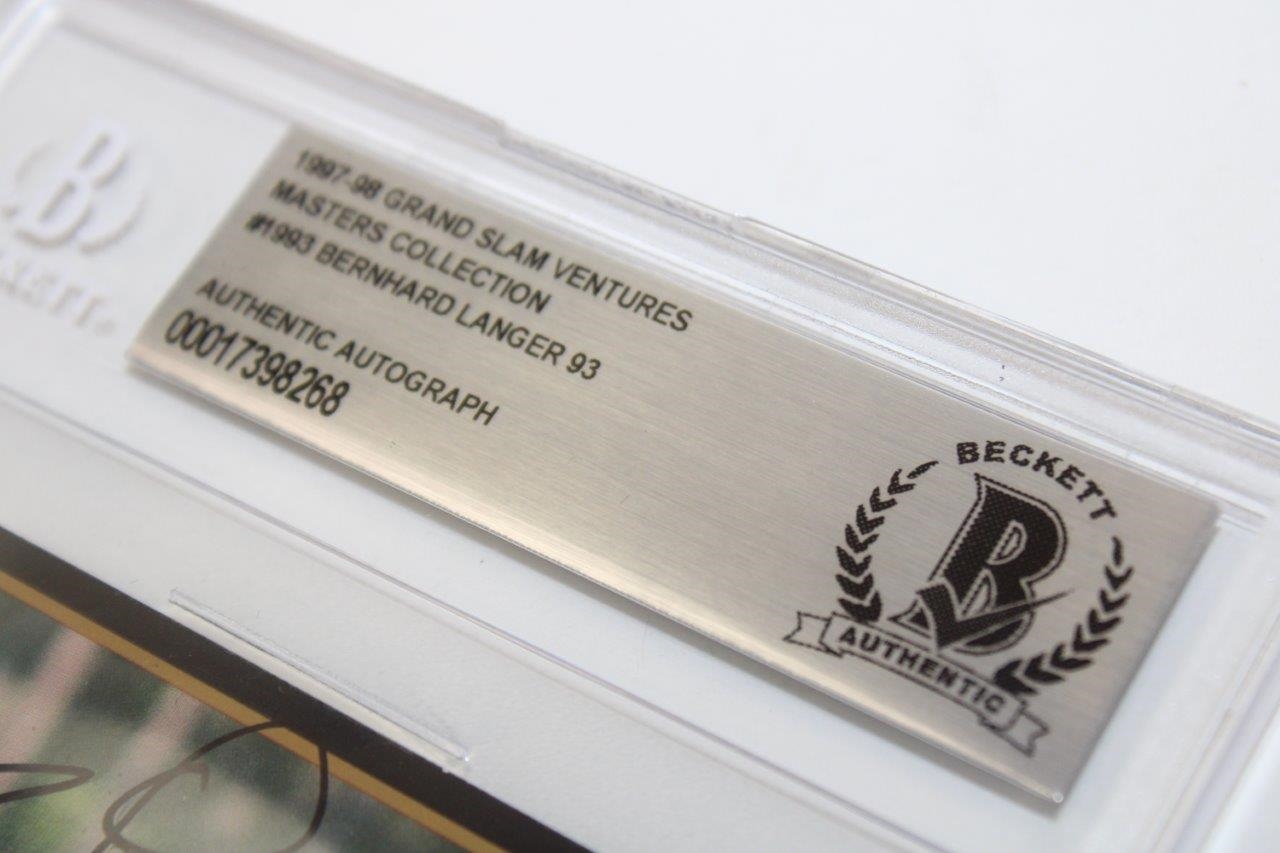 1997-98 GRAND SLAM VENTURES
MASTERS COLLECTION
#1993 BERNHARD LANGER 93
AUTHENTIC AUTOGRAPH
00017398268
BECKETT
B
AUTHENTIC
B